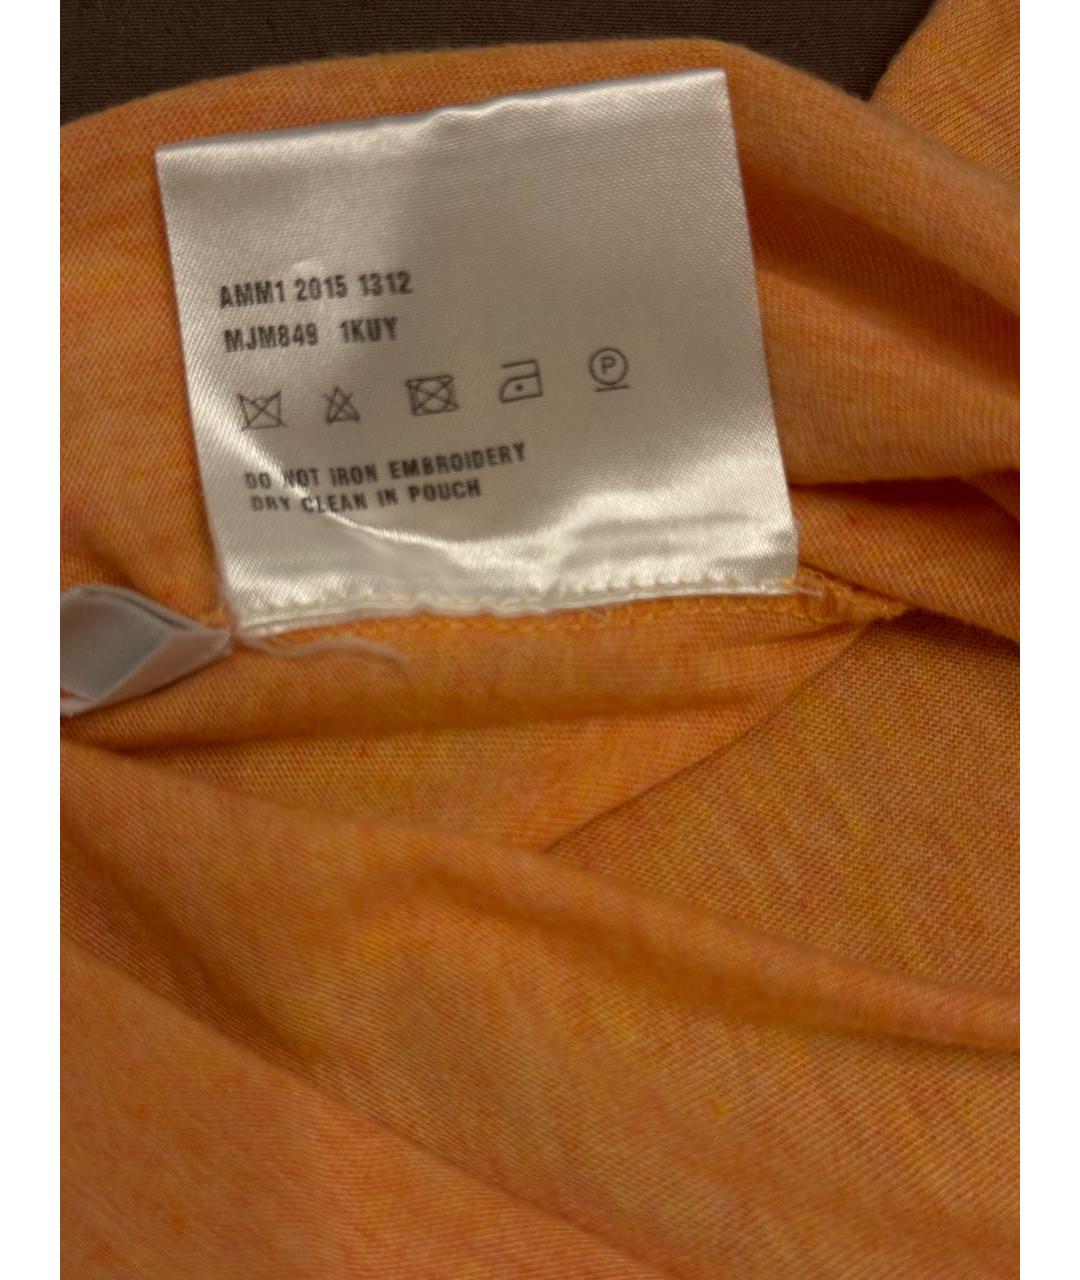 AMM1 2015 1312
MJM849 1KUY
P
DO NOT IRON EMBROIDERY
DRY CLEAN IN POUCH